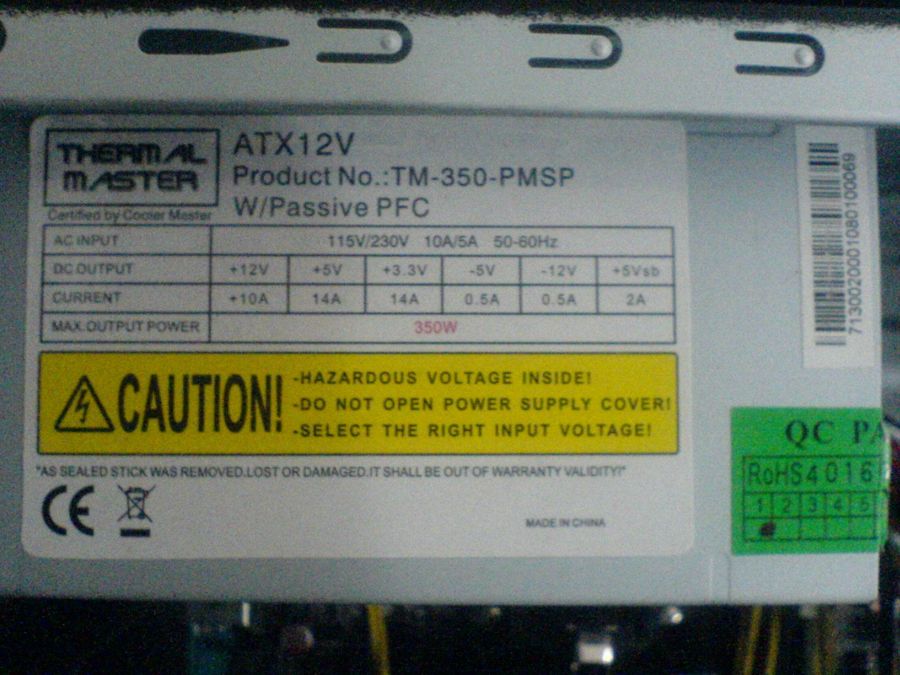 THERMAL
MASTER
Certified by Cooler Master
ATX12V
Product No.:TM-350-PMSP
W/Passive PFC
AC INPUT 115V/230V 10A/5A 50-60Hz
DC OUTPUT +12V +5V +3.3V -5V -12V +5Vsb
CURRENT +10A 14A 14A 0.5A 0.5A 2A
MAX.OUTPUT POWER 350W
CAUTION!
-HAZARDOUS VOLTAGE INSIDE!
-DO NOT OPEN POWER SUPPLY COVER!
-SELECT THE RIGHT INPUT VOLTAGE!
"AS SEALED STICK WAS REMOVED.LOST OR DAMAGED.IT SHALL BE OUT OF WARRANTY VALIDITY!"
CE
MADE IN CHINA
7130020001080100069
QC PA
RoHS4016
1 2 3 4 5